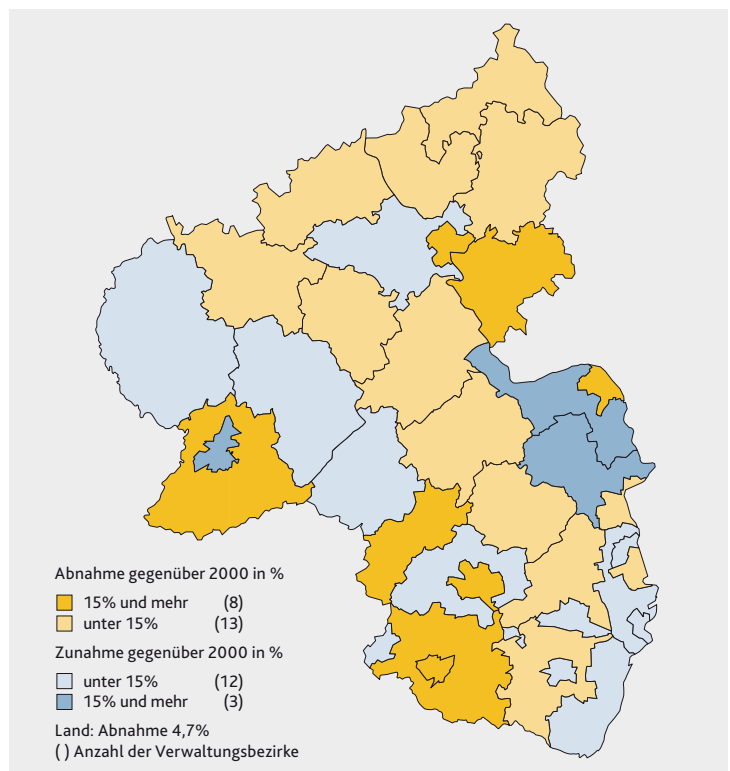 Abnahme gegenüber 2000 in %
15% und mehr (8)
unter 15% (13)
Zunahme gegenüber 2000 in %
unter 15% (12)
15% und mehr (3)
Land: Abnahme 4,7%
( ) Anzahl der Verwaltungsbezirke